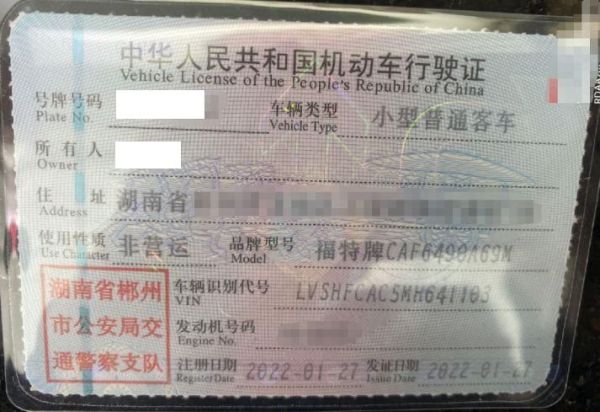 中华人民共和国机动车行驶证
Vehicle License of the People's Republic of China
号牌号码
Plate No.
车辆类型 小型普通客车
Vehicle Type
所有人
Owner
住址 湖南省
Address
使用性质 非营运 品牌型号 福特牌CAF6490A69M
Use Character Model
湖南省郴州
市公安局交
通警察支队
车辆识别代号 LVSHFCAC5MH641103
VIN
发动机号码
Engine No.
注册日期 2022-01-27 发证日期 2022-01-27
Register Date Issue Date